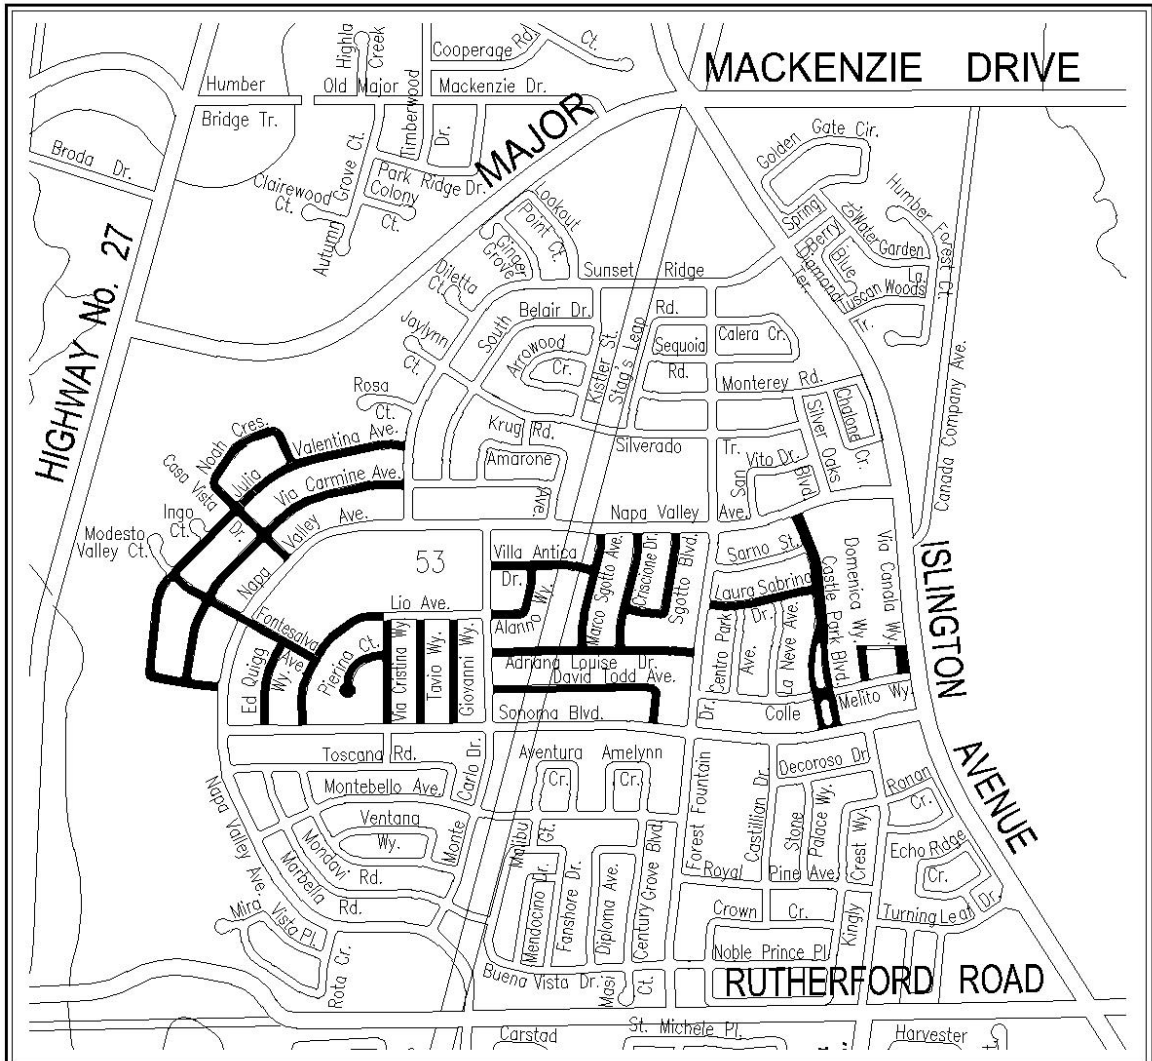 Highla
Creek
Cooperage Rd.
Ct.
MACKENZIE DRIVE
Humber
Bridge Tr.
Old Major
Mackenzie Dr.
Timberwood
Dr.
MAJOR
Broda Dr.
Golden
Gate Cir.
Clairewood
Ct.
Grove Ct.
Autumn
Park Ridge Dr.
Colony
Ct.
Lookout
Point Ct.
Ginger
Grove
Spring
Berry
Blue
Diamond
Ter.
Water
Garden
La.
Humber Forest Ct.
Tuscan Woods
Tr.
HIGHWAY No. 27
Diletta
Ct.
Sunset Ridge
Rd.
Jaylynn
Ct.
South
Belair Dr.
Arrowood
Cr.
Kistler St.
Stag's Leap
Sequoia
Rd.
Calera Cr.
Monterey Rd.
Rosa
Ct.
Krug Rd.
Silverado
Tr.
Silver Oaks
Blvd.
Chalone
Cr.
Canada Company Ave.
Noah Cres.
Valentina Ave.
Amarone
Ave.
San
Vito Dr.
Casa Vista
Dr.
Julia
Via Carmine Ave.
Ingo
Ct.
Modesto
Valley Ct.
Napa
Valley Ave.
Napa Valley Ave.
53
Villa Antica
Dr.
Marco Sgotto Ave.
Criscione Dr.
Sgotto Blvd.
Sarno St.
Laura Sabrina
Dr.
Castle Park Blvd.
Domenica Wy.
Via Canala Wy.
ISLINGTON
AVENUE
Fontesalva
Ave.
Lio Ave.
Alanno Wy.
Adriana Louise Dr.
David Todd Ave.
Centro Park
Dr.
Ave.
La Neve Ave.
Ed Quigg
Wy.
Pierina Ct.
Via Cristina Wy.
Tavio Wy.
Giovanni Wy.
Sonoma Blvd.
Colle
Melito Wy.
Toscana Rd.
Monte
Carlo Dr.
Aventura
Cr.
Amelynn
Cr.
Decoroso Dr.
Napa Valley Ave.
Montebello Ave.
Ventana
Wy.
Mondavi
Rd.
Marbella
Rd.
Malibu
Gt.
Forest Fountain
Castillian Dr.
Stone
Palace Wy.
Crest Wy.
Kingly
Ronan
Cr.
Echo Ridge
Cr.
Royal Pine Ave.
Mira
Vista Pl.
Rota Cr.
Mendocino Dr.
Fanshore Dr.
Diploma Ave.
Century Grove Blvd.
Crown Cr.
Turning Leaf
Dr.
Noble Prince Pl.
Buena Vista Dr.
Masi
Ct.
RUTHERFORD ROAD
Carstad
St. Michele Pl.
Harvester